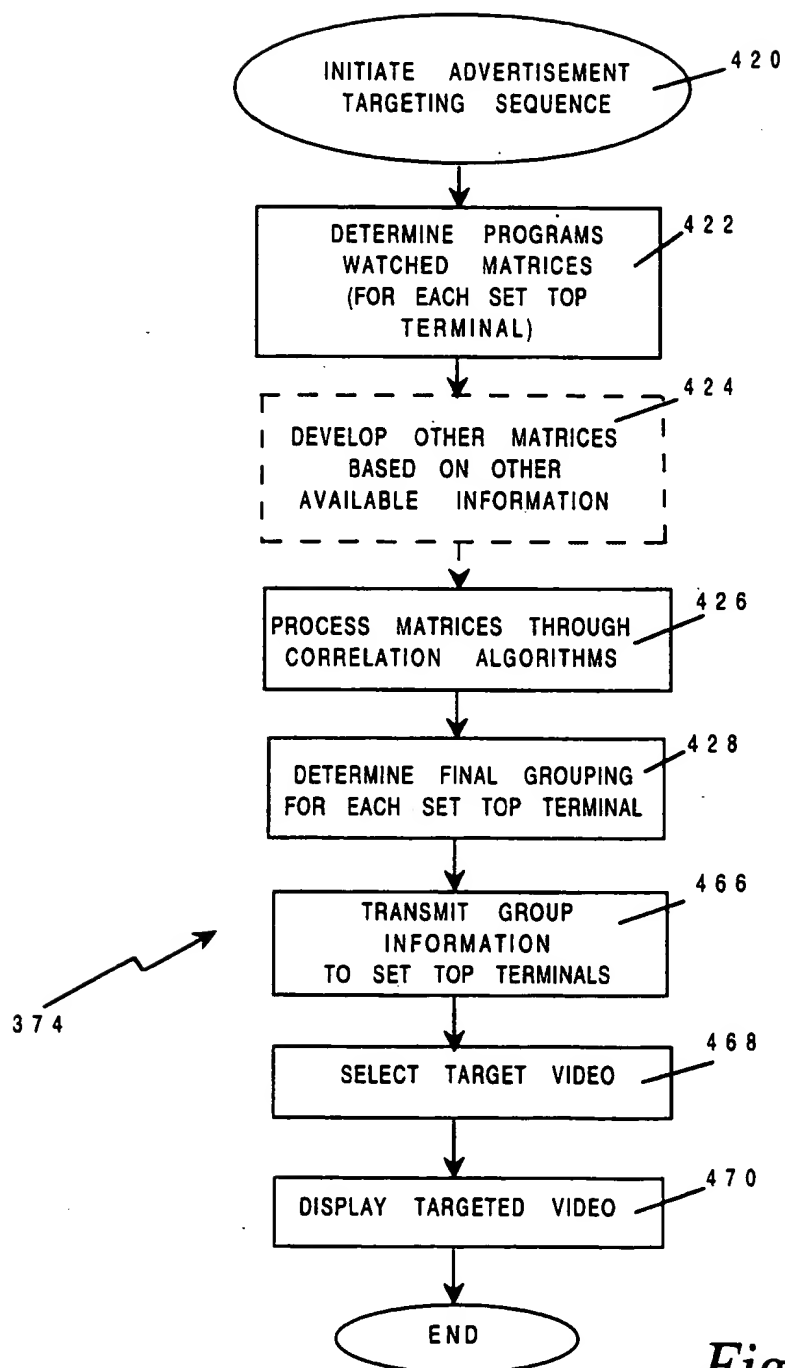 INITIATE ADVERTISEMENT
TARGETING SEQUENCE
420
DETERMINE PROGRAMS
WATCHED MATRICES
(FOR EACH SET TOP
TERMINAL)
422
DEVELOP OTHER MATRICES
BASED ON OTHER
AVAILABLE INFORMATION
424
PROCESS MATRICES THROUGH
CORRELATION ALGORITHMS
426
DETERMINE FINAL GROUPING
FOR EACH SET TOP TERMINAL
428
TRANSMIT GROUP
INFORMATION
TO SET TOP TERMINALS
466
374
SELECT TARGET VIDEO
468
DISPLAY TARGETED VIDEO
470
END
Fig